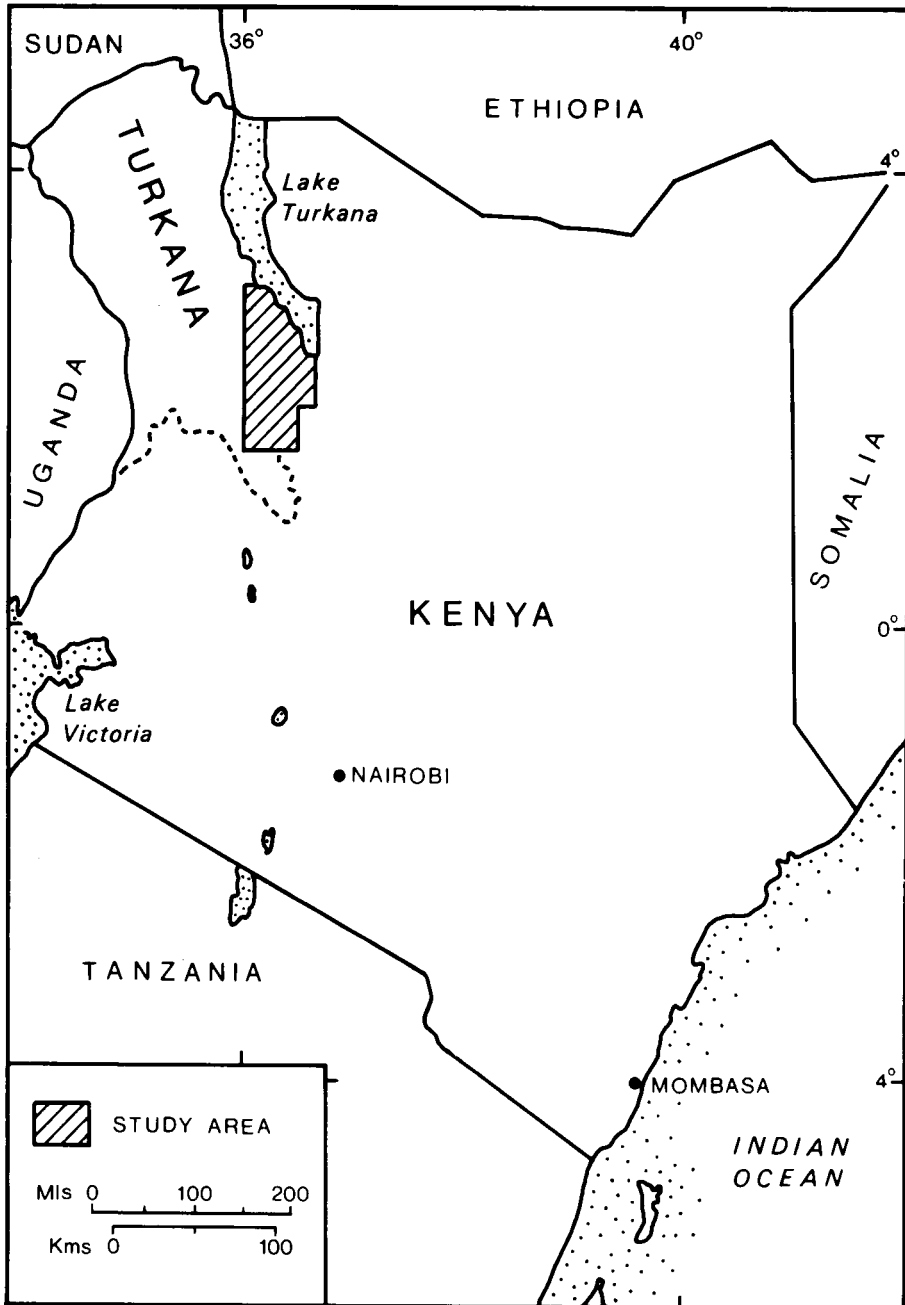 SUDAN
36°
40°
ETHIOPIA
4°
TURKANA
Lake
Turkana
UGANDA
SOMALIA
KENYA
0°
Lake
Victoria
NAIROBI
TANZANIA
4°
MOMBASA
INDIAN
OCEAN
STUDY AREA
Mls 0 100 200
Kms 0 100